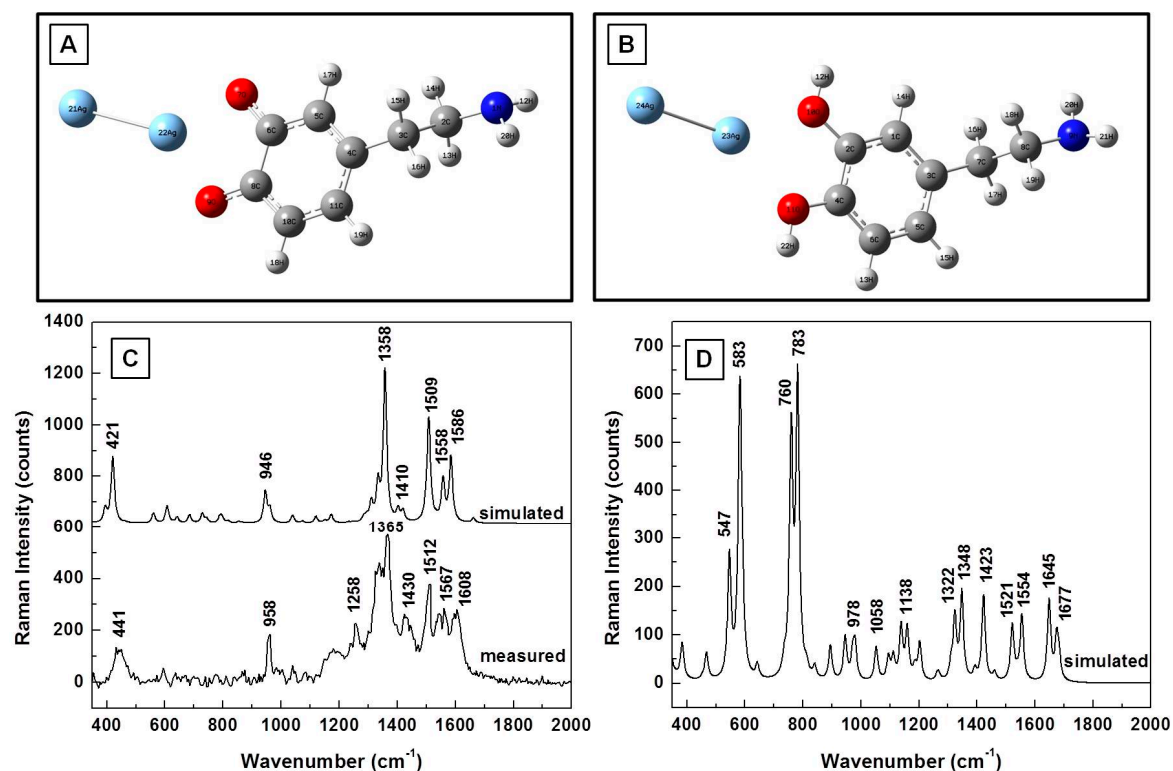 A
17H
14H
7O
15H
12H
21Ag
5C
1N
6C
2C
22Ag
3C
20H
4C
13H
16H
8C
9O
11C
10C
19H
18H
B
12H
20H
14H
18H
24Ag
10O
16H
21H
23Ag
1C
2C
8C
7C
3C
19H
17H
4C
5C
6C
22H
15H
13H
C
1400
1200
1000
800
600
400
200
0
Raman Intensity (counts)
421
946
1358
1410
1509
1558
1586
simulated
441
958
1258
1365
1430
1512
1567
1608
measured
400 600 800 1000 1200 1400 1600 1800 2000
Wavenumber (cm-1)
D
700
600
500
400
300
200
100
0
Raman Intensity (counts)
547
583
760
783
978
1058
1138
1322
1348
1423
1521
1554
1645
1677
simulated
400 600 800 1000 1200 1400 1600 1800 2000
Wavenumber (cm-1)